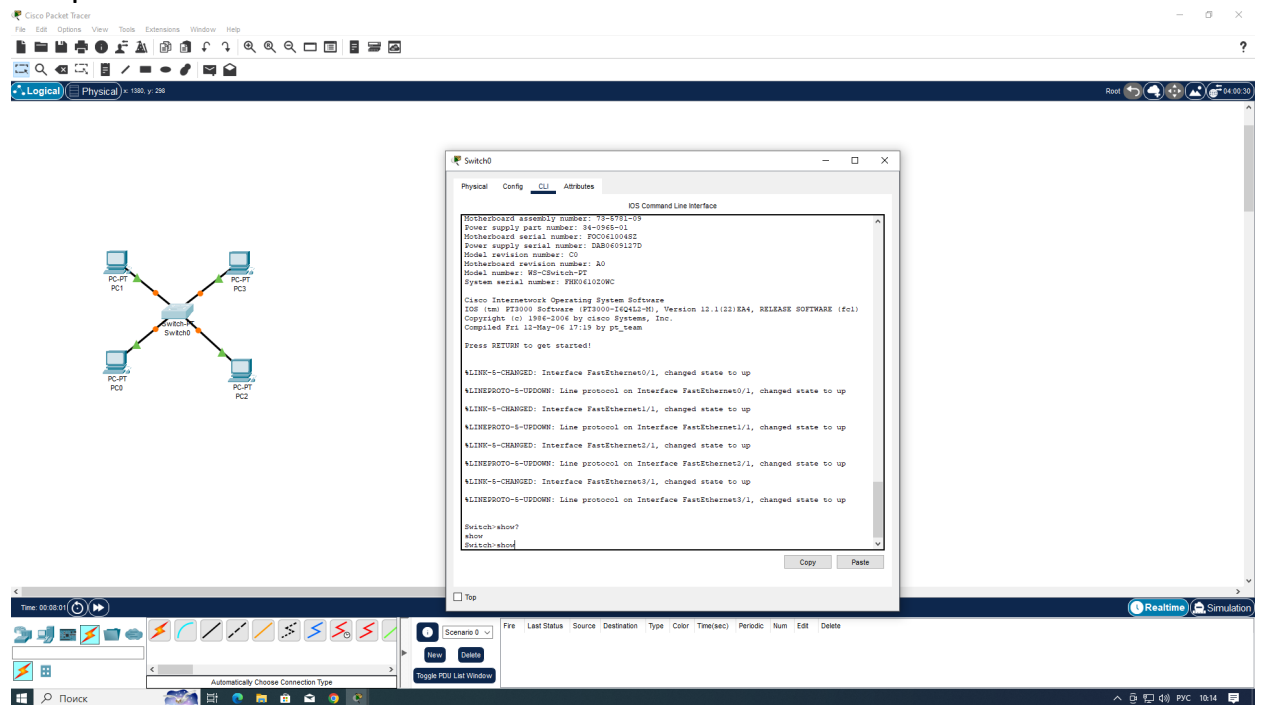 Cisco Packet Tracer
File Edit Options View Tools Extensions Window Help
?
Logical Physical x: 1380, y: 298 Root 04:00:30
Switch0
Physical Config CLI Attributes
IOS Command Line Interface
Motherboard assembly number: 73-5781-09
Power supply part number: 34-0965-01
Motherboard serial number: FOC061004SZ
Power supply serial number: DAB0609127D
Model revision number: C0
Motherboard revision number: A0
Model number: WS-CSwitch-PT
System serial number: FHK0610Z0WC
Cisco Internetwork Operating System Software
IOS (tm) PT3000 Software (PT3000-I6Q4L2-M), Version 12.1(22)EA4, RELEASE SOFTWARE (fc1)
Copyright (c) 1986-2006 by cisco Systems, Inc.
Compiled Fri 12-May-06 17:19 by pt_team
Press RETURN to get started!
%LINK-5-CHANGED: Interface FastEthernet0/1, changed state to up
%LINEPROTO-5-UPDOWN: Line protocol on Interface FastEthernet0/1, changed state to up
%LINK-5-CHANGED: Interface FastEthernet1/1, changed state to up
%LINEPROTO-5-UPDOWN: Line protocol on Interface FastEthernet1/1, changed state to up
%LINK-5-CHANGED: Interface FastEthernet2/1, changed state to up
%LINEPROTO-5-UPDOWN: Line protocol on Interface FastEthernet2/1, changed state to up
%LINK-5-CHANGED: Interface FastEthernet3/1, changed state to up
%LINEPROTO-5-UPDOWN: Line protocol on Interface FastEthernet3/1, changed state to up
Switch>show?
show
Switch>show
Copy Paste
Top
PC-PT
PC1
PC-PT
PC3
Switch-PT
Switch0
PC-PT
PC0
PC-PT
PC2
Time: 00:08:01 Realtime Simulation
Scenario 0
New Delete
Toggle PDU List Window
Fire Last Status Source Destination Type Color Time(sec) Periodic Num Edit Delete
Automatically Choose Connection Type
Поиск РУС 10:14